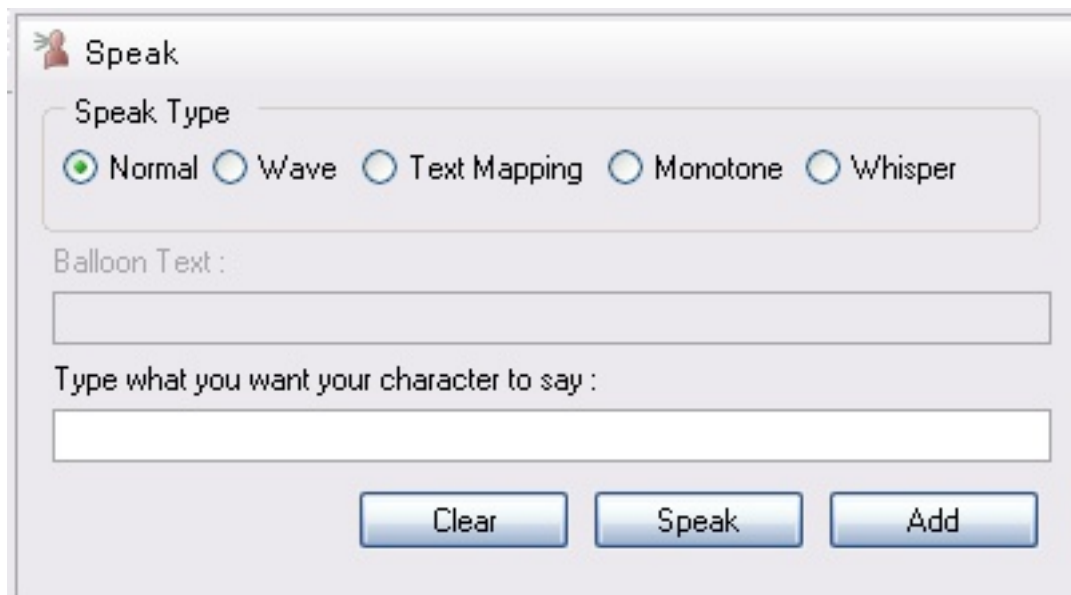 Speak
Speak Type
Normal Wave Text Mapping Monotone Whisper
Balloon Text :
Type what you want your character to say :
Clear Speak Add